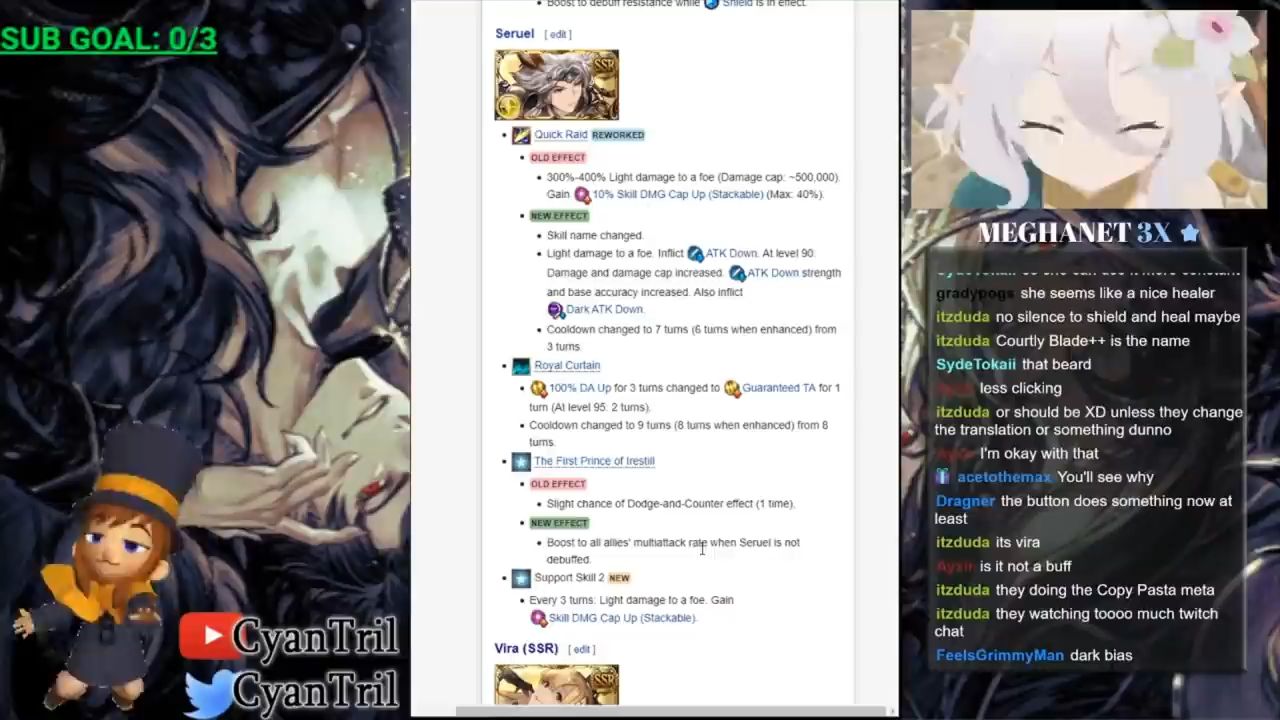 SUB GOAL: 0/3
Boost to debuff resistance while Shield is in effect.
Seruel [ edit ]
SSR
Quick Raid REWORKED
OLD EFFECT
300%-400% Light damage to a foe (Damage cap: ~500,000).
Gain 10% Skill DMG Cap Up (Stackable) (Max: 40%).
NEW EFFECT
Skill name changed.
Light damage to a foe. Inflict ATK Down. At level 90:
Damage and damage cap increased. ATK Down strength
and base accuracy increased. Also inflict
Dark ATK Down.
Cooldown changed to 7 turns (6 turns when enhanced) from
3 turns.
Royal Curtain
100% DA Up for 3 turns changed to Guaranteed TA for 1
turn (At level 95: 2 turns).
Cooldown changed to 9 turns (8 turns when enhanced) from 8
turns.
The First Prince of Irestill
OLD EFFECT
Slight chance of Dodge-and-Counter effect (1 time).
NEW EFFECT
Boost to all allies' multiattack rate when Seruel is not
debuffed.
Support Skill 2 NEW
Every 3 turns: Light damage to a foe. Gain
Skill DMG Cap Up (Stackable).
Vira (SSR) [ edit ]
SSR
CyanTril
CyanTril
MEGHANET 3X
SydeTokaii so she can use it more constant
gradypogs she seems like a nice healer
itzduda no silence to shield and heal maybe
itzduda Courtly Blade++ is the name
SydeTokaii that beard
less clicking
itzduda or should be XD unless they change
the translation or something dunno
I'm okay with that
acetothemax You'll see why
Dragner the button does something now at
least
itzduda its vira
is it not a buff
itzduda they doing the Copy Pasta meta
itzduda they watching toooo much twitch
chat
FeelsGrimmyMan dark bias